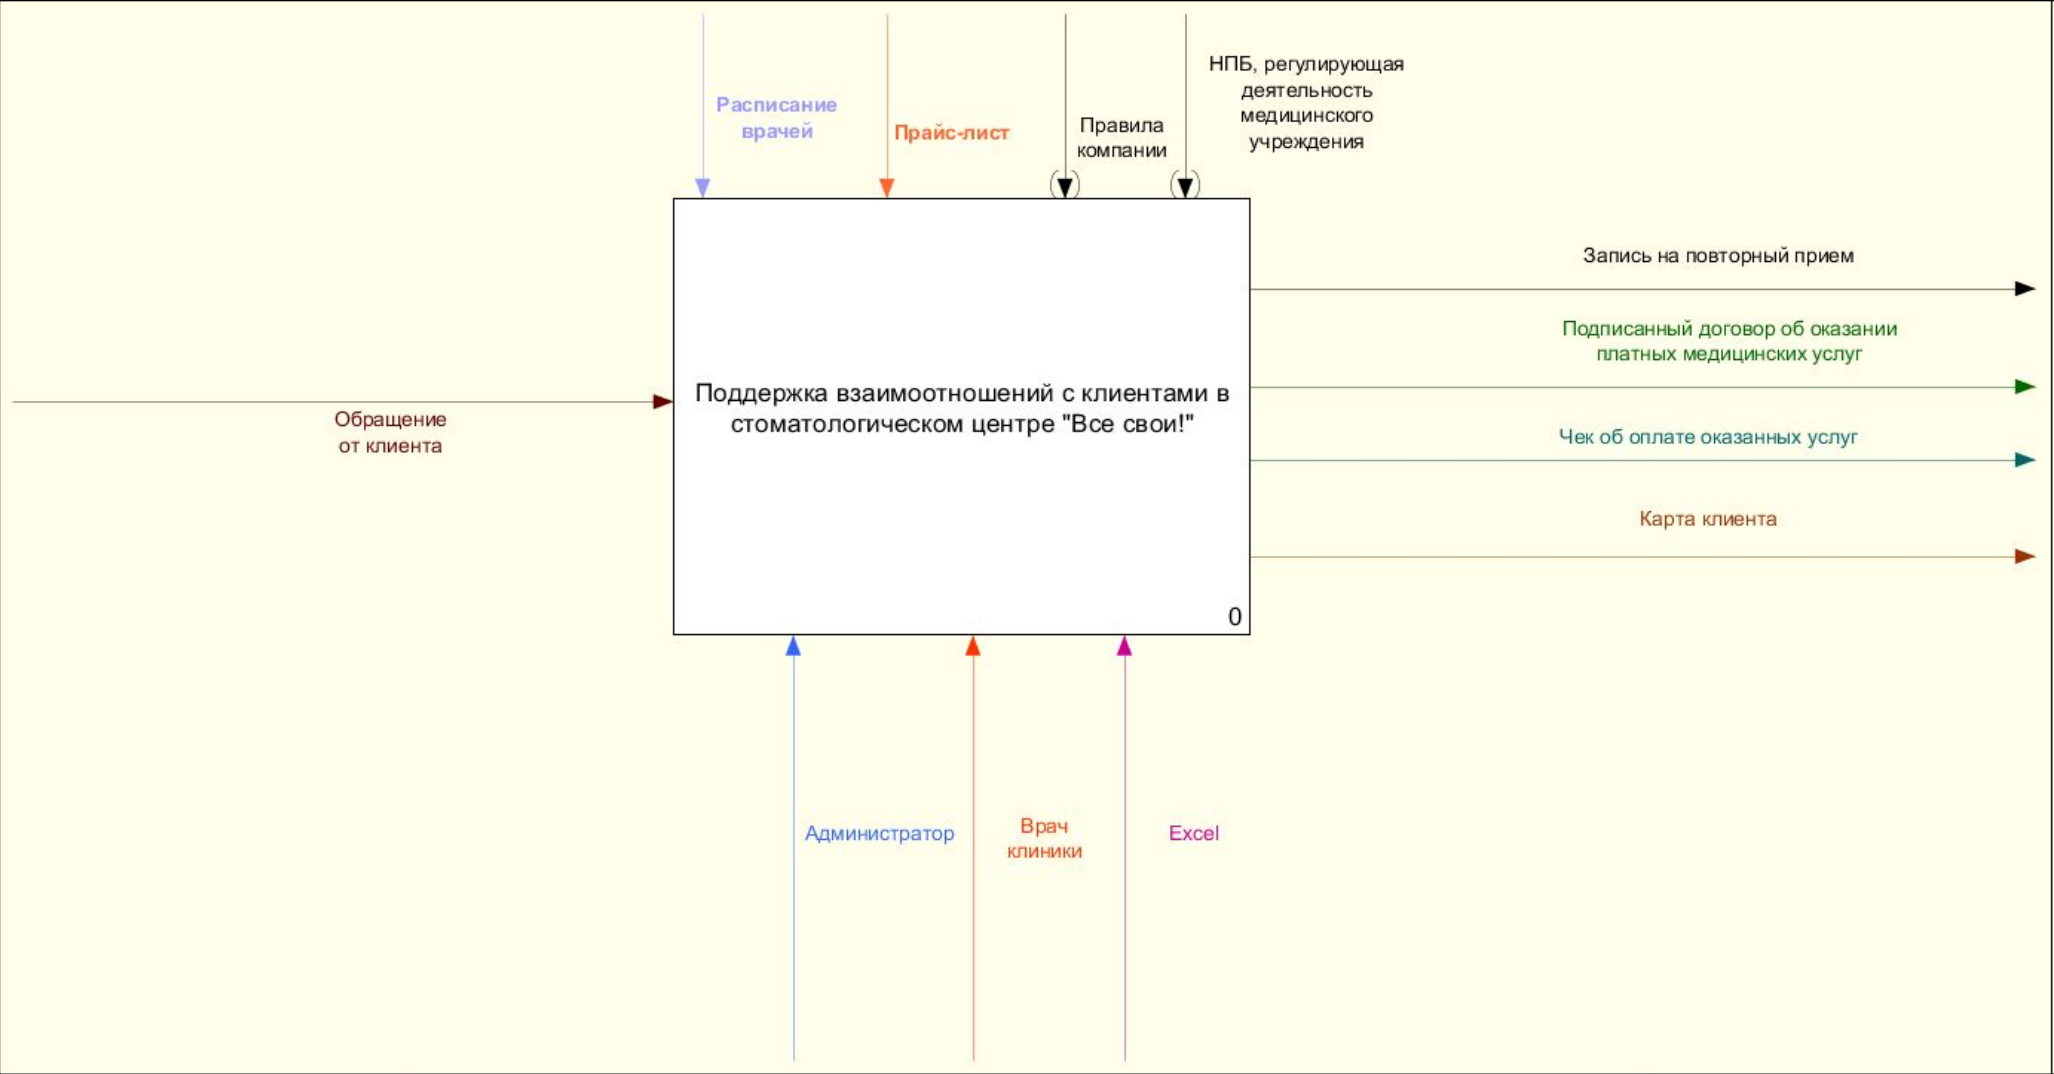 Расписание
врачей
Прайс-лист
Правила
компании
НПБ, регулирующая
деятельность
медицинского
учреждения
Обращение
от клиента
Поддержка взаимоотношений с клиентами в
стоматологическом центре "Все свои!"
0
Запись на повторный прием
Подписанный договор об оказании
платных медицинских услуг
Чек об оплате оказанных услуг
Карта клиента
Администратор
Врач
клиники
Excel